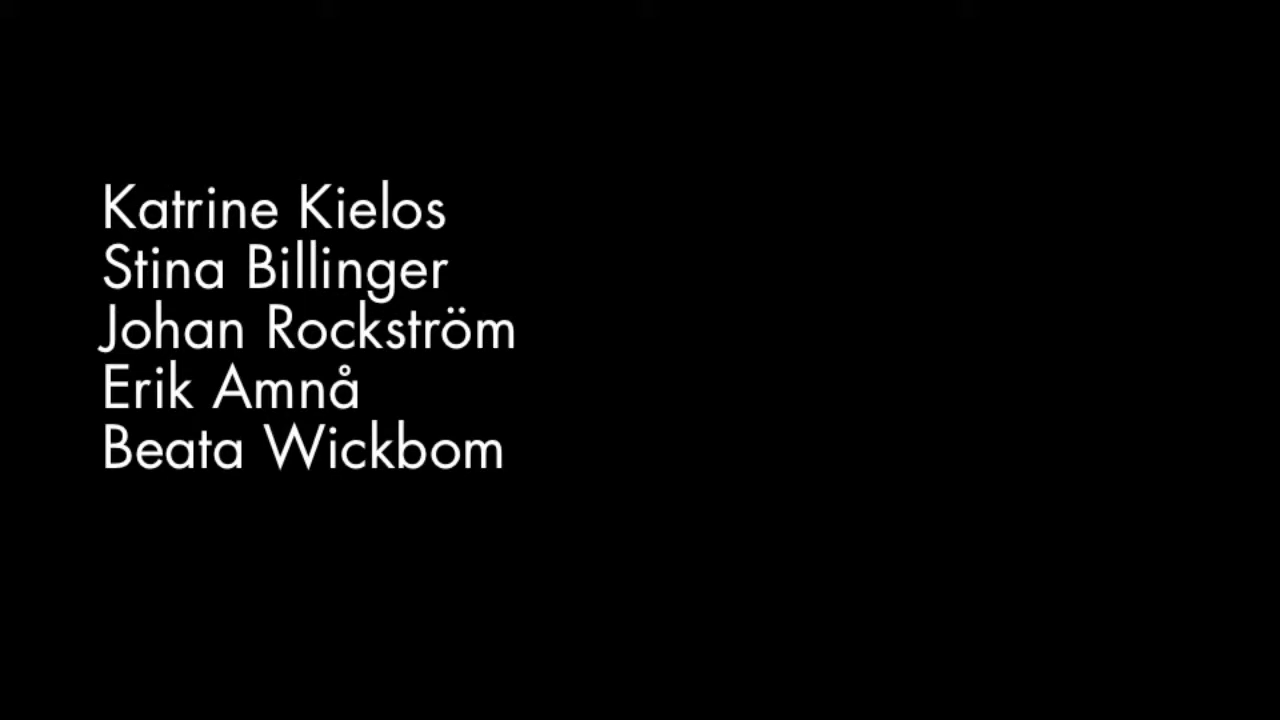 Katrine Kielos
Stina Billinger
Johan Rockström
Erik Amnå
Beata Wickbom